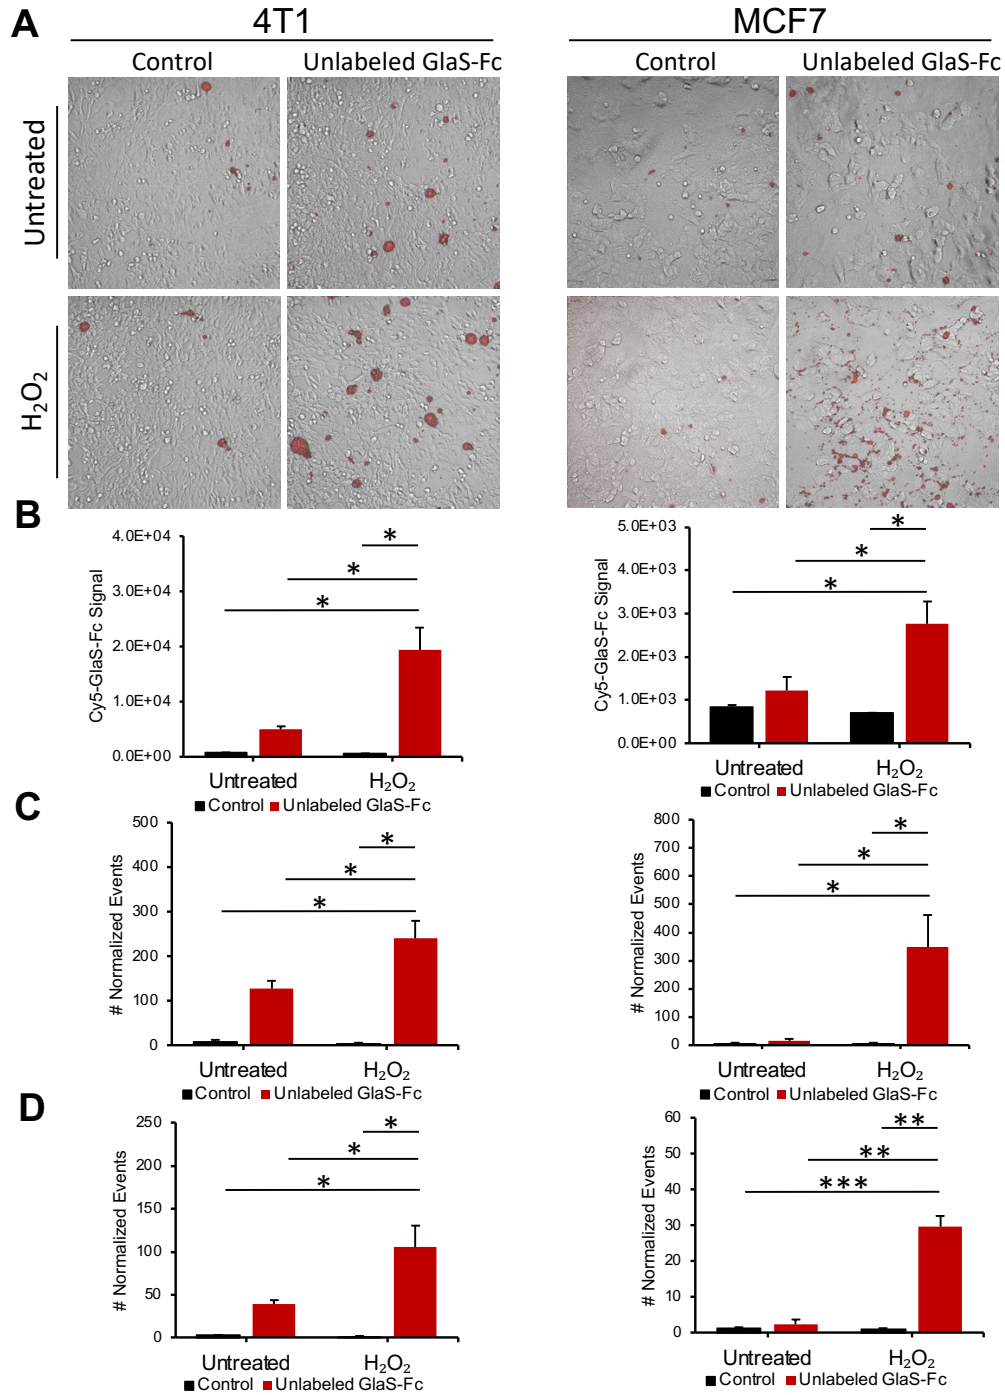 A
4T1
MCF7
Control
Unlabeled GlaS-Fc
Control
Unlabeled GlaS-Fc
Untreated
H₂O₂
B
Cy5-GlaS-Fc Signal
4.0E+04
3.0E+04
2.0E+04
1.0E+04
0.0E+00
*
*
*
Untreated
H₂O₂
Control
Unlabeled GlaS-Fc
Cy5-GlaS-Fc Signal
5.0E+03
4.0E+03
3.0E+03
2.0E+03
1.0E+03
0.0E+00
*
*
*
Untreated
H₂O₂
Control
Unlabeled GlaS-Fc
C
# Normalized Events
500
400
300
200
100
0
*
*
*
Untreated
H₂O₂
Control
Unlabeled GlaS-Fc
# Normalized Events
800
700
600
500
400
300
200
100
0
*
*
*
Untreated
H₂O₂
Control
Unlabeled GlaS-Fc
D
# Normalized Events
250
200
150
100
50
0
*
*
*
Untreated
H₂O₂
Control
Unlabeled GlaS-Fc
# Normalized Events
60
50
40
30
20
10
0
**
**
***
Untreated
H₂O₂
Control
Unlabeled GlaS-Fc